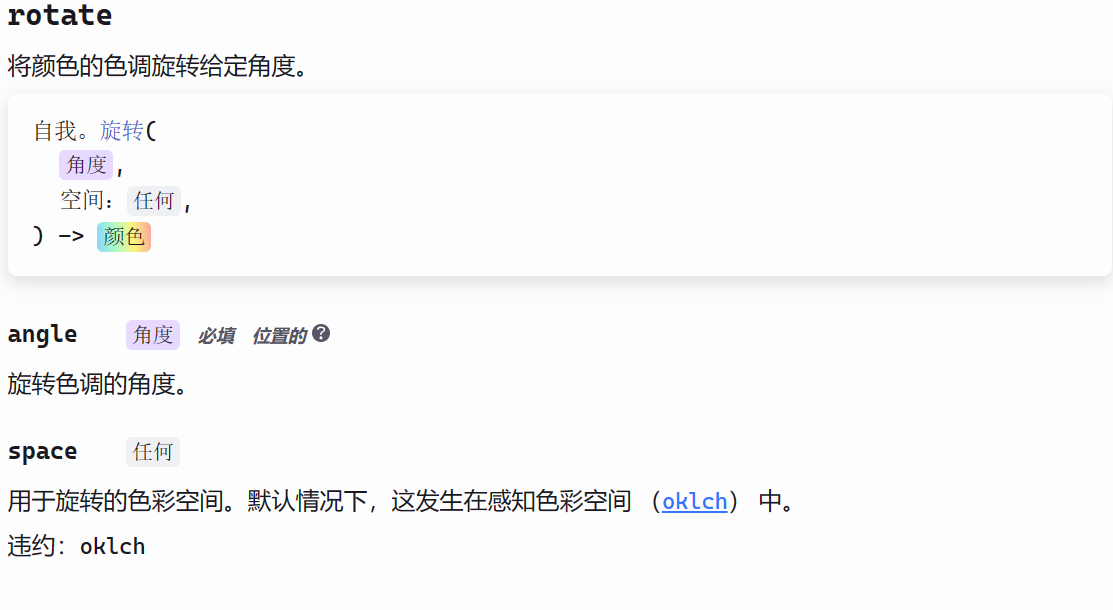 rotate
将颜色的色调旋转给定角度。
自我。旋转(
角度,
空间：任何,
) -> 颜色
angle 角度 必填 位置的 ?
旋转色调的角度。
space 任何
用于旋转的色彩空间。默认情况下，这发生在感知色彩空间 （oklch） 中。
违约：oklch